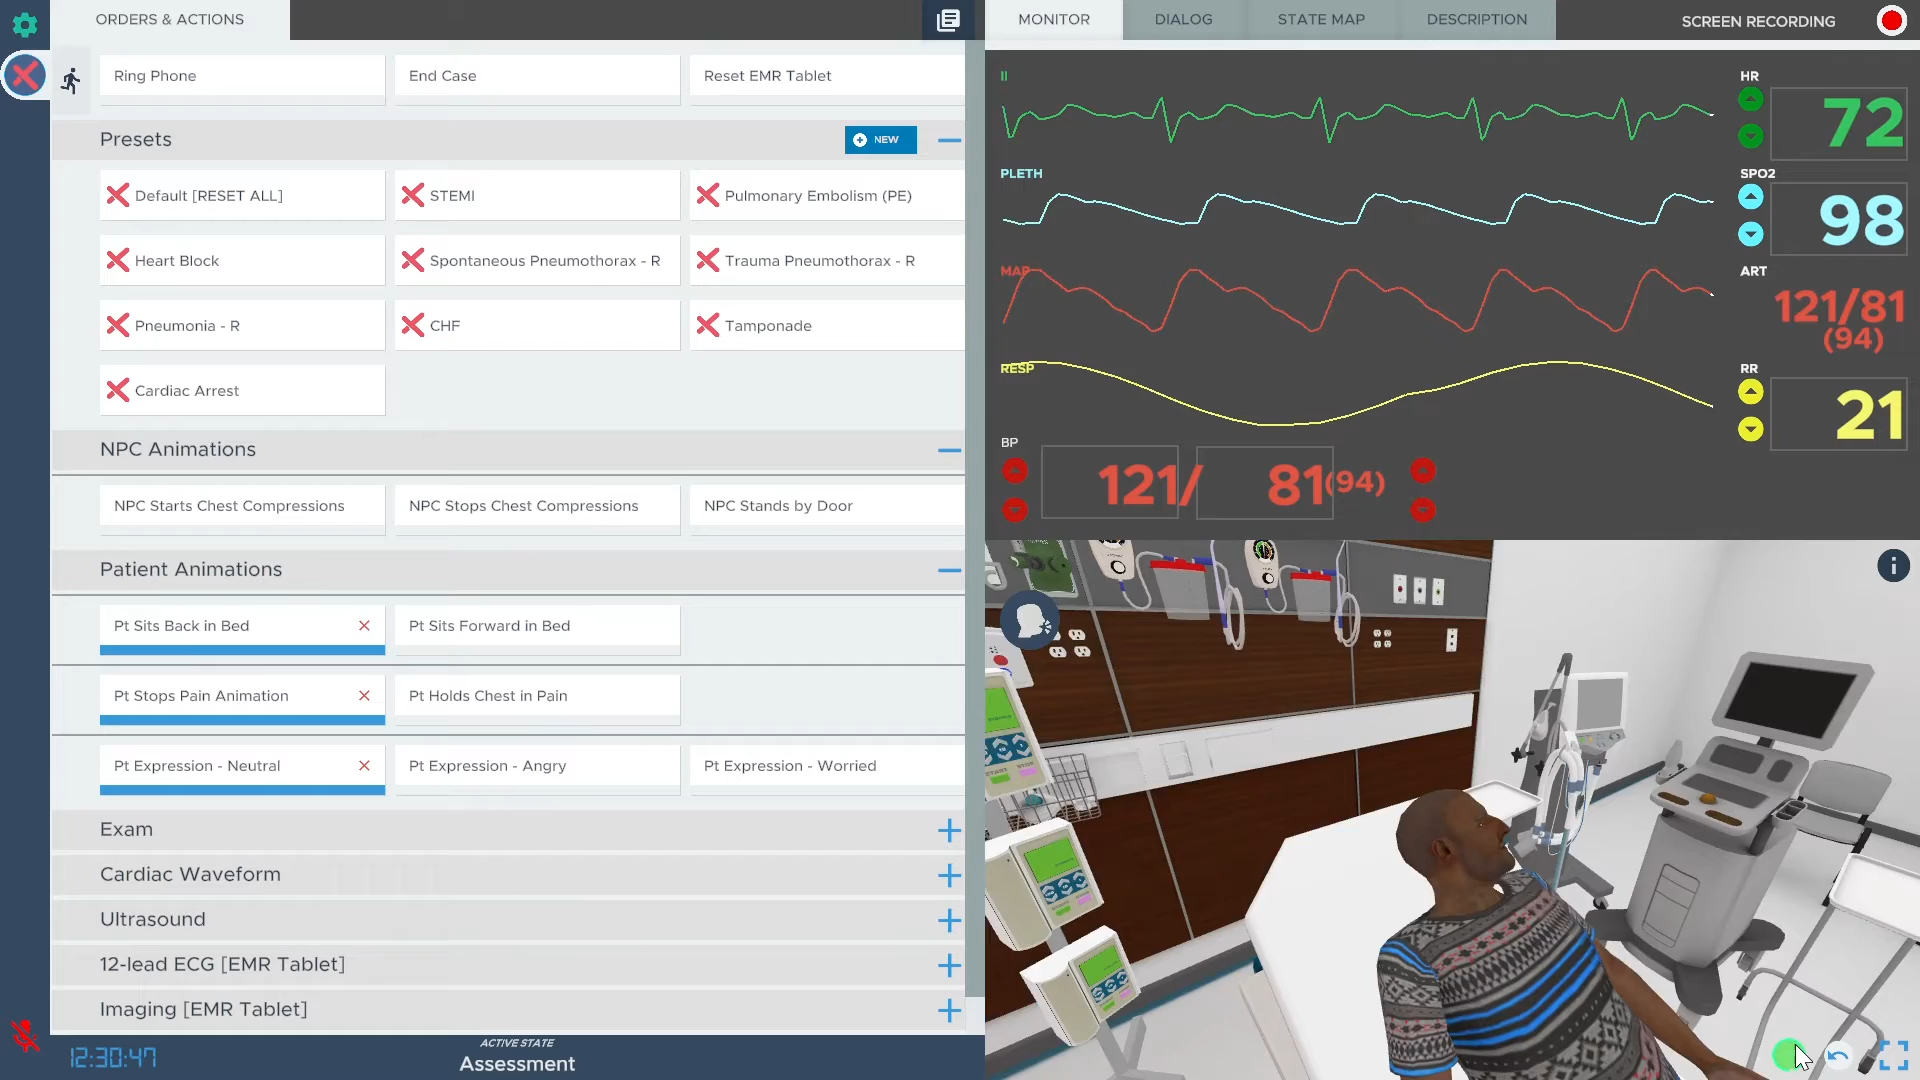 ORDERS & ACTIONS
MONITOR
DIALOG
STATE MAP
DESCRIPTION
SCREEN RECORDING
Ring Phone
End Case
Reset EMR Tablet
Presets
NEW
Default [RESET ALL]
STEMI
Pulmonary Embolism (PE)
Heart Block
Spontaneous Pneumothorax - R
Trauma Pneumothorax - R
Pneumonia - R
CHF
Tamponade
Cardiac Arrest
NPC Animations
NPC Starts Chest Compressions
NPC Stops Chest Compressions
NPC Stands by Door
Patient Animations
Pt Sits Back in Bed
Pt Sits Forward in Bed
Pt Stops Pain Animation
Pt Holds Chest in Pain
Pt Expression - Neutral
Pt Expression - Angry
Pt Expression - Worried
Exam
Cardiac Waveform
Ultrasound
12-lead ECG [EMR Tablet]
Imaging [EMR Tablet]
12:30:47
ACTIVE STATE
Assessment
II
HR
72
PLETH
SPO2
98
MAP
ART
121/81
(94)
RESP
RR
21
BP
121/ 81(94)